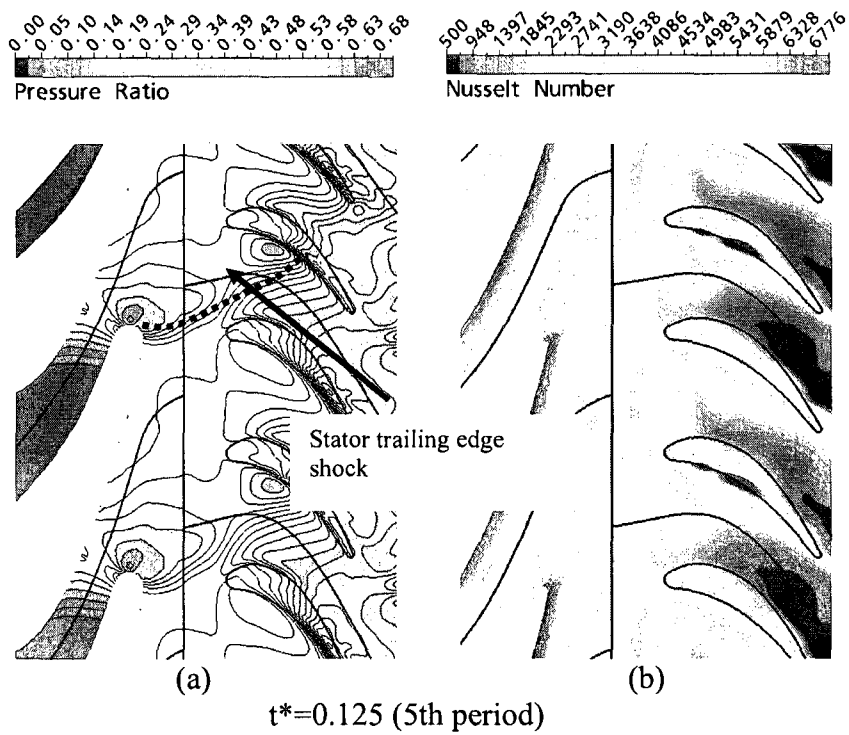 0.00 0.05 0.10 0.14 0.19 0.24 0.29 0.34 0.39 0.43 0.48 0.53 0.58 0.63 0.68
Pressure Ratio
500 948 1397 1845 2293 2741 3190 3638 4086 4534 4983 5431 5879 6328 6776
Nusselt Number
Stator trailing edge
shock
(a)
(b)
t*=0.125 (5th period)